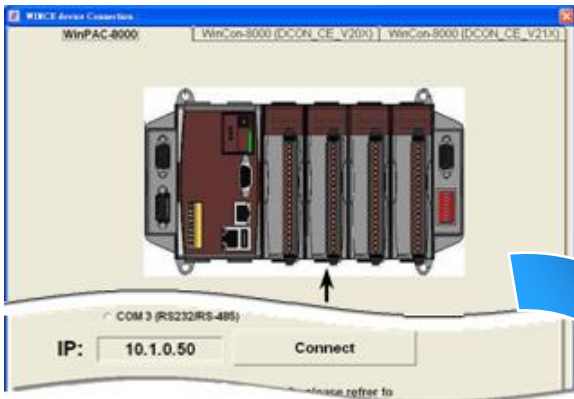 WINCE device Connection
WinPAC-8000
WinCon-8000 (DCON_CE_V20X)
WinCon-8000 (DCON_CE_V21X)
COM 3 (RS232/RS-485)
IP:
10.1.0.50
Connect
please refrer to